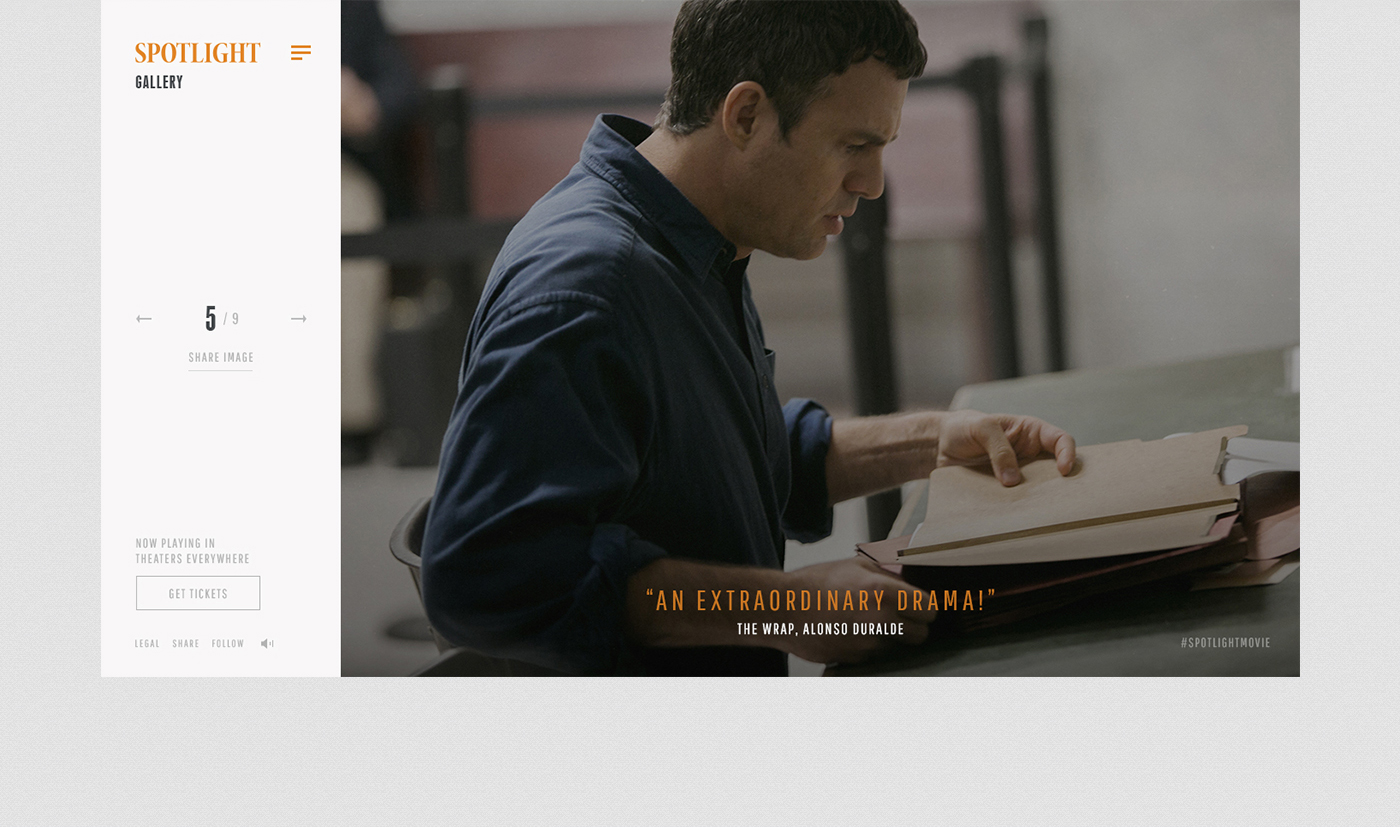 SPOTLIGHT
GALLERY
5 / 9
SHARE IMAGE
NOW PLAYING IN
THEATERS EVERYWHERE
GET TICKETS
LEGAL SHARE FOLLOW
“AN EXTRAORDINARY DRAMA!”
THE WRAP, ALONSO DURALDE
#SPOTLIGHTMOVIE